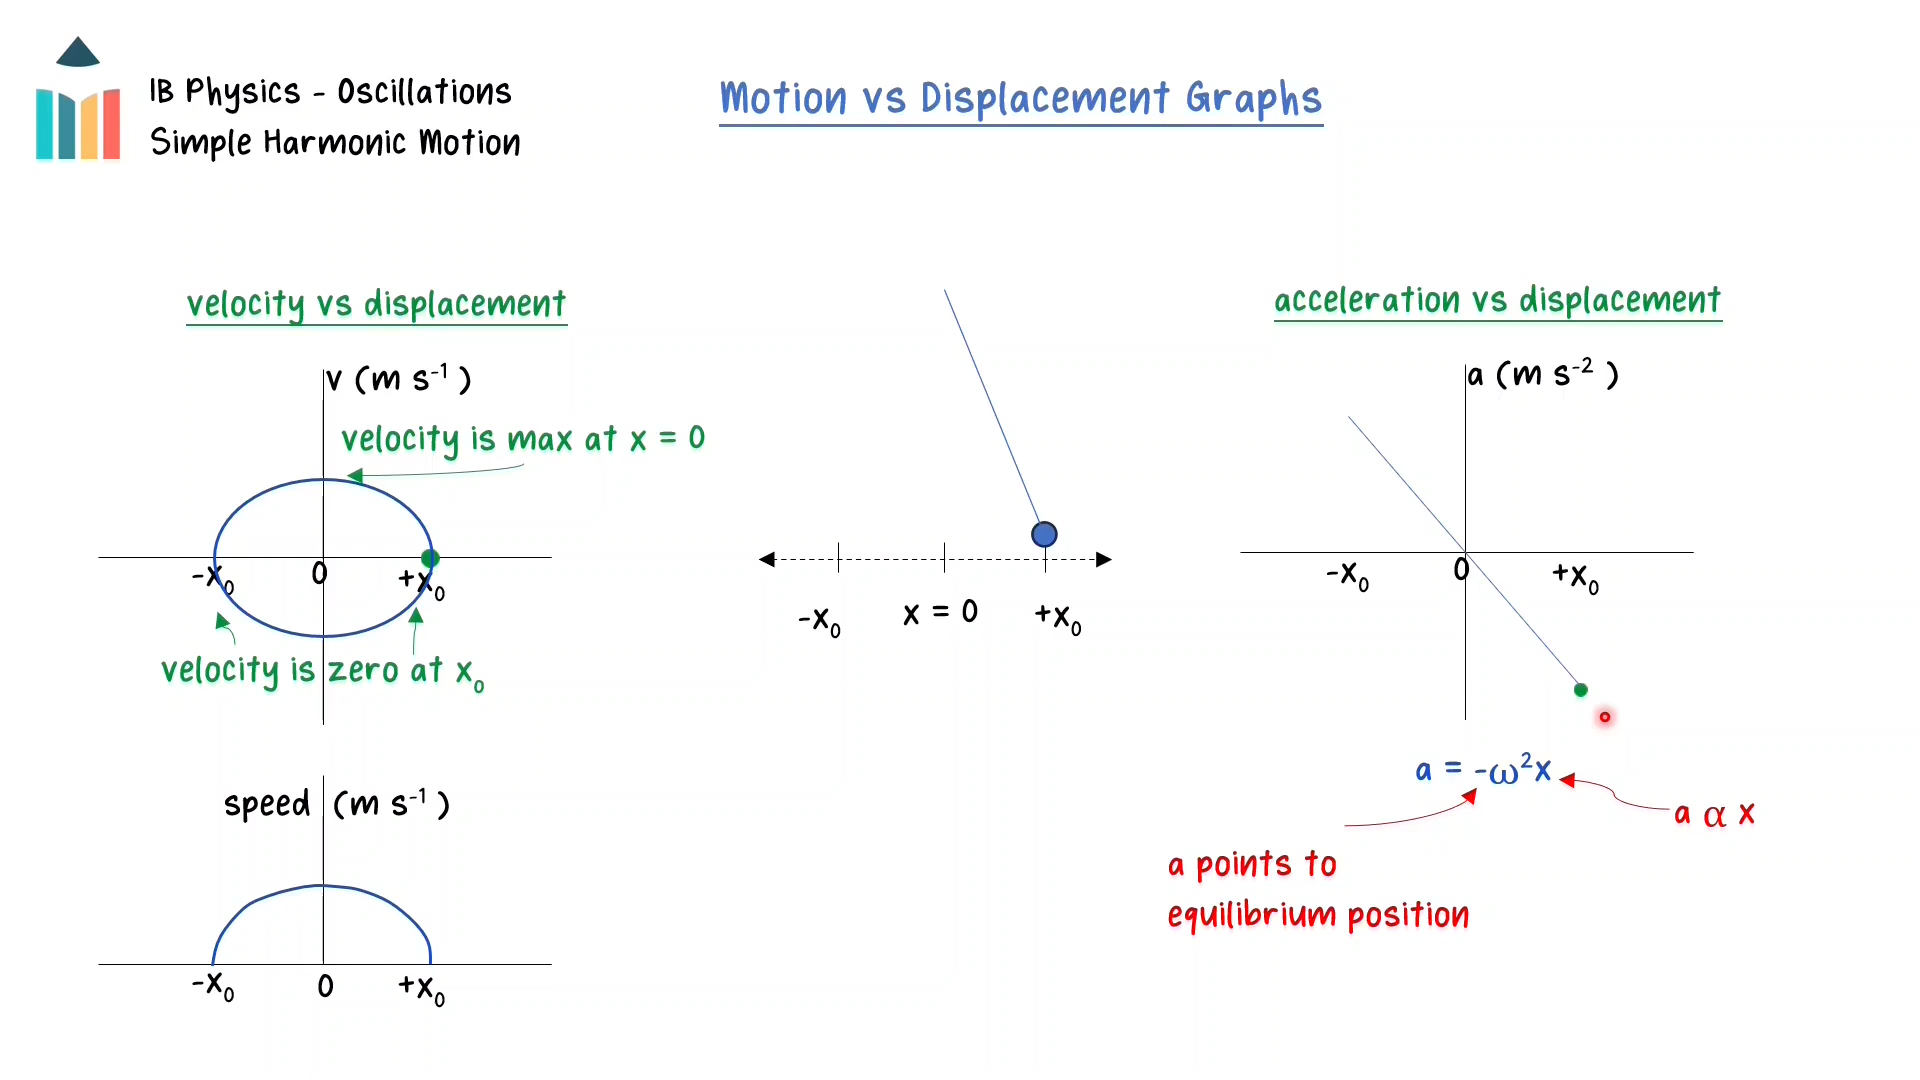 IB Physics - Oscillations
Simple Harmonic Motion
Motion vs Displacement Graphs
velocity vs displacement
v (m s⁻¹ )
velocity is max at x = 0
-x₀ 0 +x₀
velocity is zero at x₀
speed (m s⁻¹ )
-x₀ 0 +x₀
-x₀ x = 0 +x₀
acceleration vs displacement
a (m s⁻² )
-x₀ 0 +x₀
a = -ω²x
a α x
a points to
equilibrium position